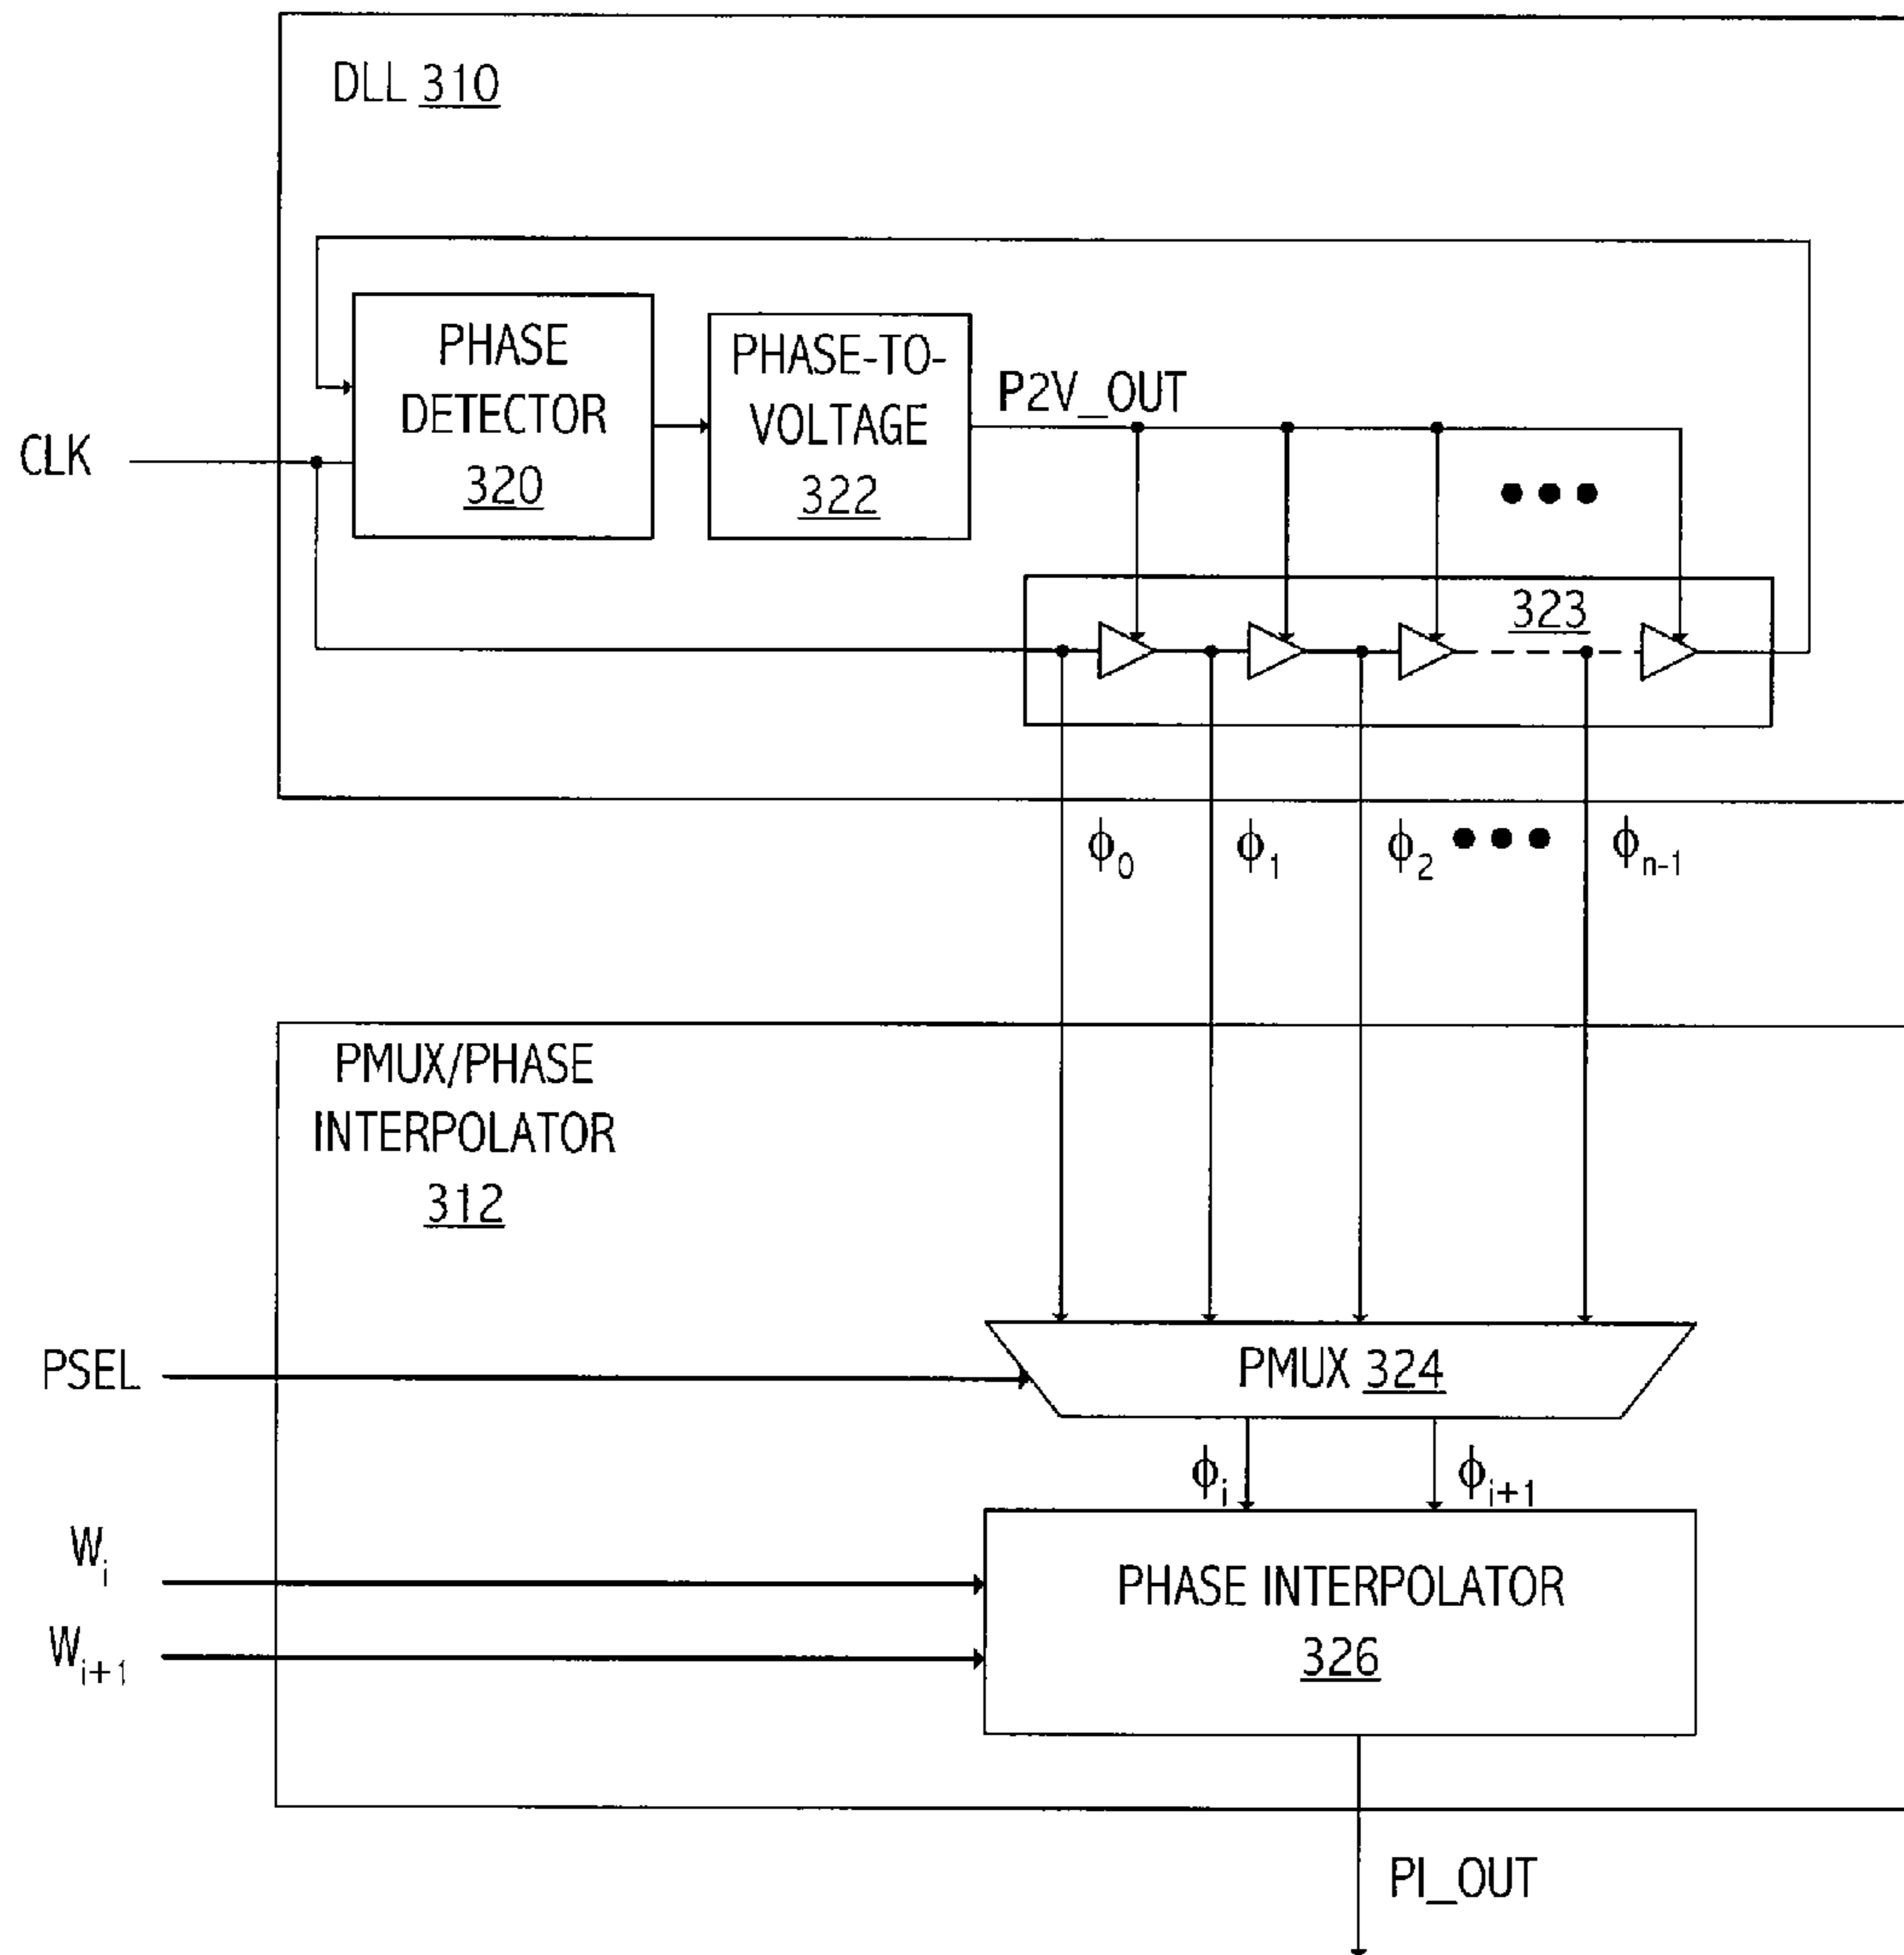 DLL 310
PHASE
DETECTOR
320
PHASE-TO-
VOLTAGE
322
P2V_OUT
CLK
323
ϕ0
ϕ1
ϕ2
ϕn-1
PMUX/PHASE
INTERPOLATOR
312
PSEL
PMUX 324
ϕi
ϕi+1
Wi
Wi+1
PHASE INTERPOLATOR
326
PI_OUT